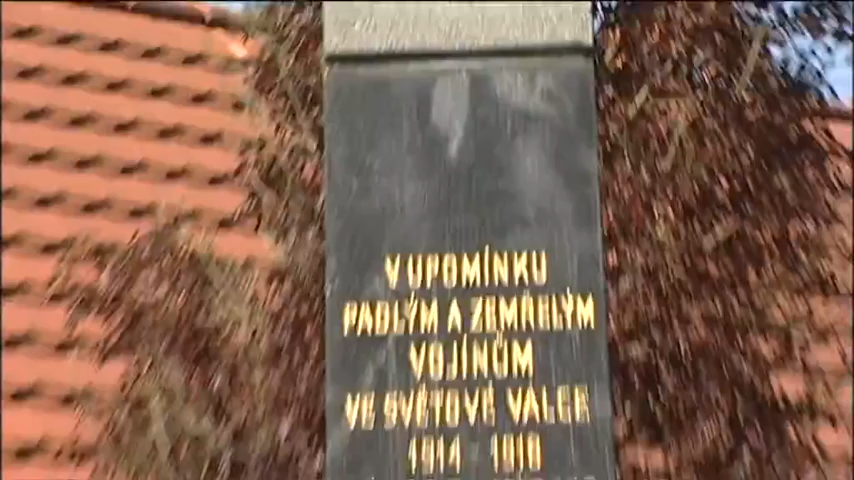 V UPOMÍNKU
PADLÝM A ZEMŘELÝM
VOJÍNŮM
VE SVĚTOVÉ VÁLCE
1914 1918